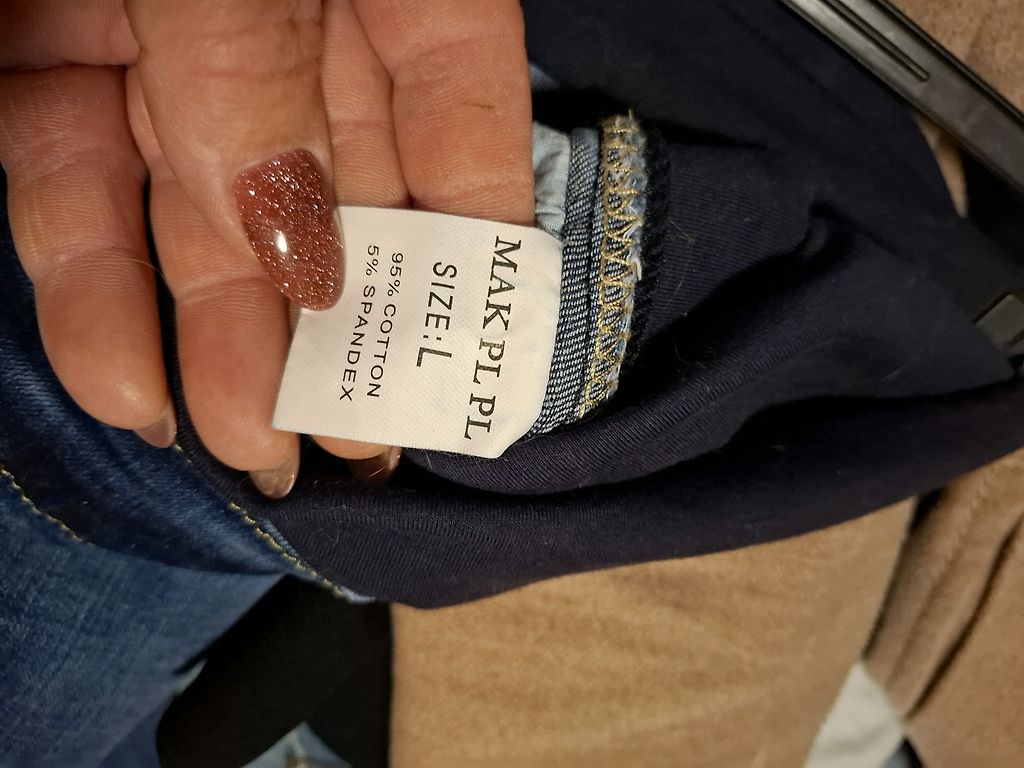 MAK PL PL
SIZE: L
95% COTTON
5% SPANDEX